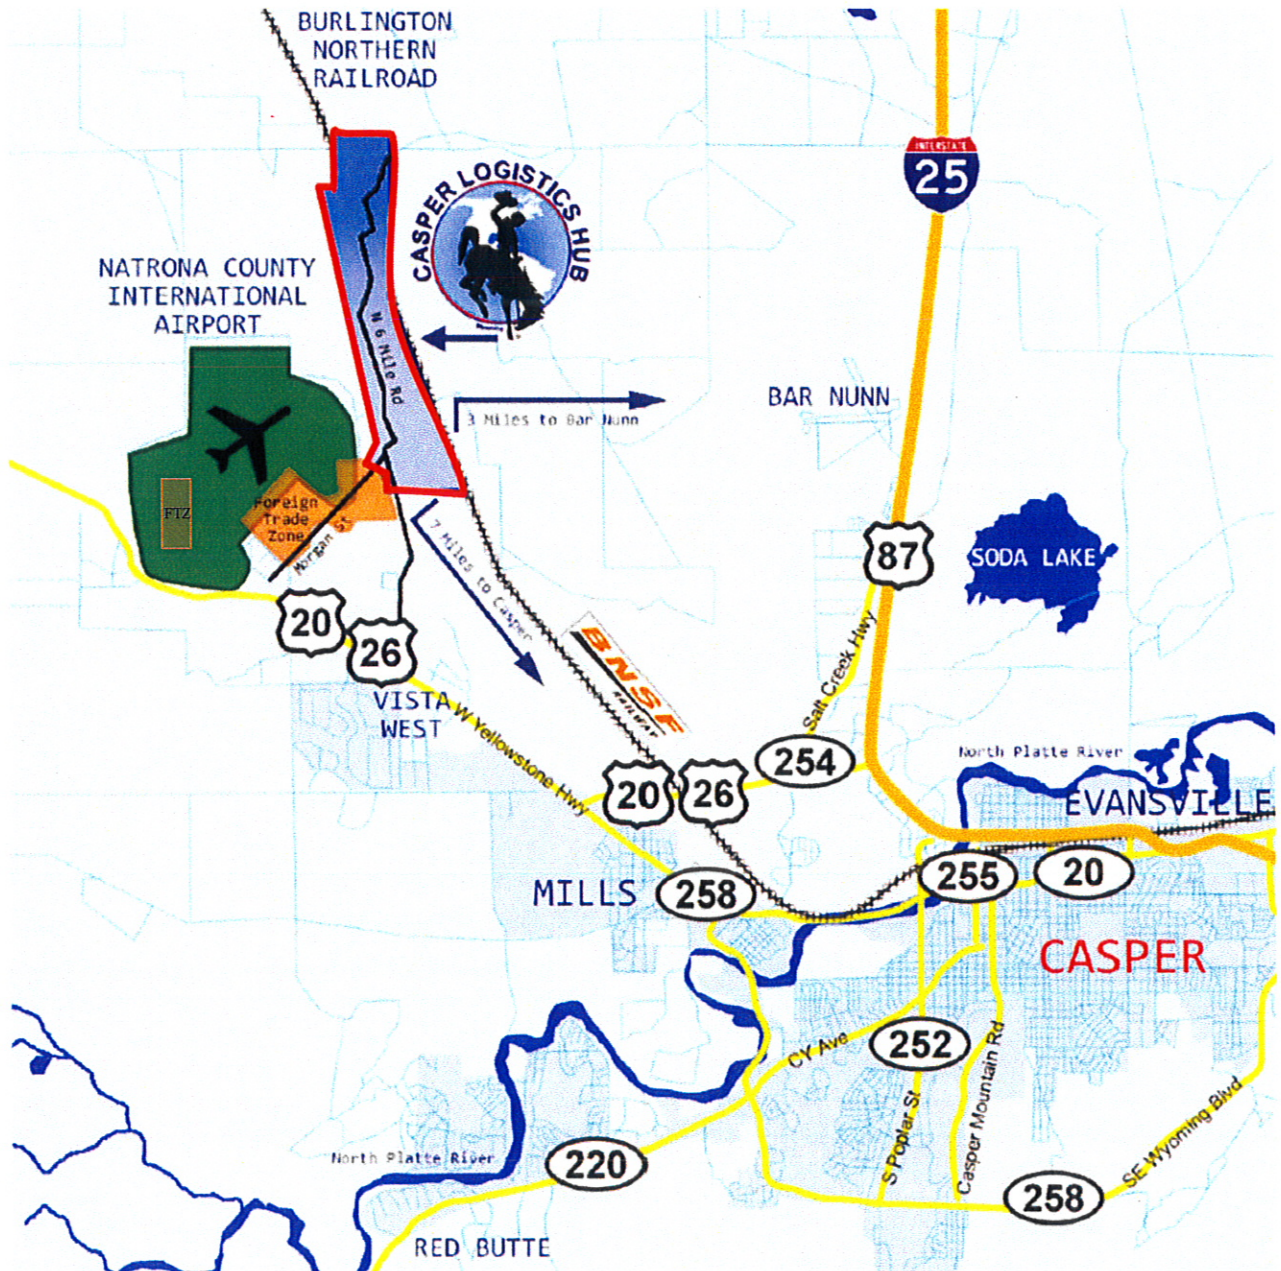 BURLINGTON
NORTHERN
RAILROAD
INTERSTATE
25
CASPER LOGISTICS HUB
NATRONA COUNTY
INTERNATIONAL
AIRPORT
N 6 Mile Rd
BAR NUNN
3 Miles to Bar Nunn
FTZ
Foreign
Trade
Zone
Morgan St
7 Miles to Casper
87
SODA LAKE
20
26
BNSF
RAILWAY
Salt Creek Hwy
VISTA
WEST
W Yellowstone Hwy
254
North Platte River
20
26
EVANSVILLE
MILLS
258
255
20
CASPER
CY Ave
252
S Poplar St
Casper Mountain Rd
SE Wyoming Blvd
North Platte River
220
258
RED BUTTE